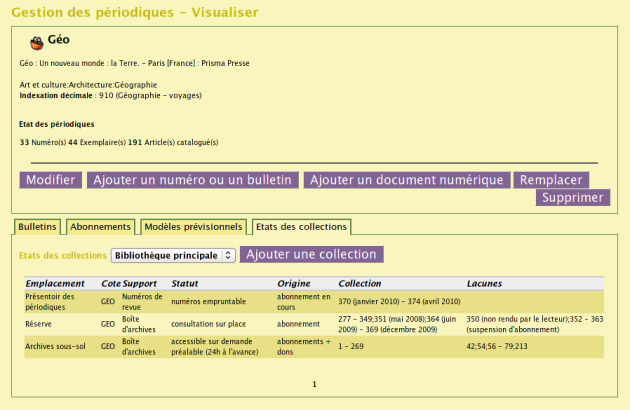 Gestion des périodiques - Visualiser
Géo
Géo : Un nouveau monde : la Terre. - Paris [France] : Prisma Presse
Art et culture:Architecture:Géographie
Indexation décimale : 910 (Géographie - voyages)
Etat des périodiques
33 Numéro(s) 44 Exemplaire(s) 191 Article(s) catalogué(s)
Modifier Ajouter un numéro ou un bulletin Ajouter un document numérique Remplacer
Supprimer
Bulletins Abonnements Modèles prévisionnels Etats des collections
Etats des collections Bibliothèque principale Ajouter une collection
Emplacement Cote Support Statut Origine Collection Lacunes
Présentoir des périodiques GEO Numéros de revue numéros empruntable abonnement en cours 370 (janvier 2010) - 374 (avril 2010)
Réserve GEO Boîte d'archives consultation sur place abonnement 277 - 349;351 (mai 2008);364 (juin 2009) - 369 (décembre 2009) 350 (non rendu par le lecteur);352 - 363 (suspension d'abonnement)
Archives sous-sol GEO Boîte d'archives accessible sur demande préalable (24h à l'avance) abonnements + dons 1 - 269 42;54;56 - 79;213
1